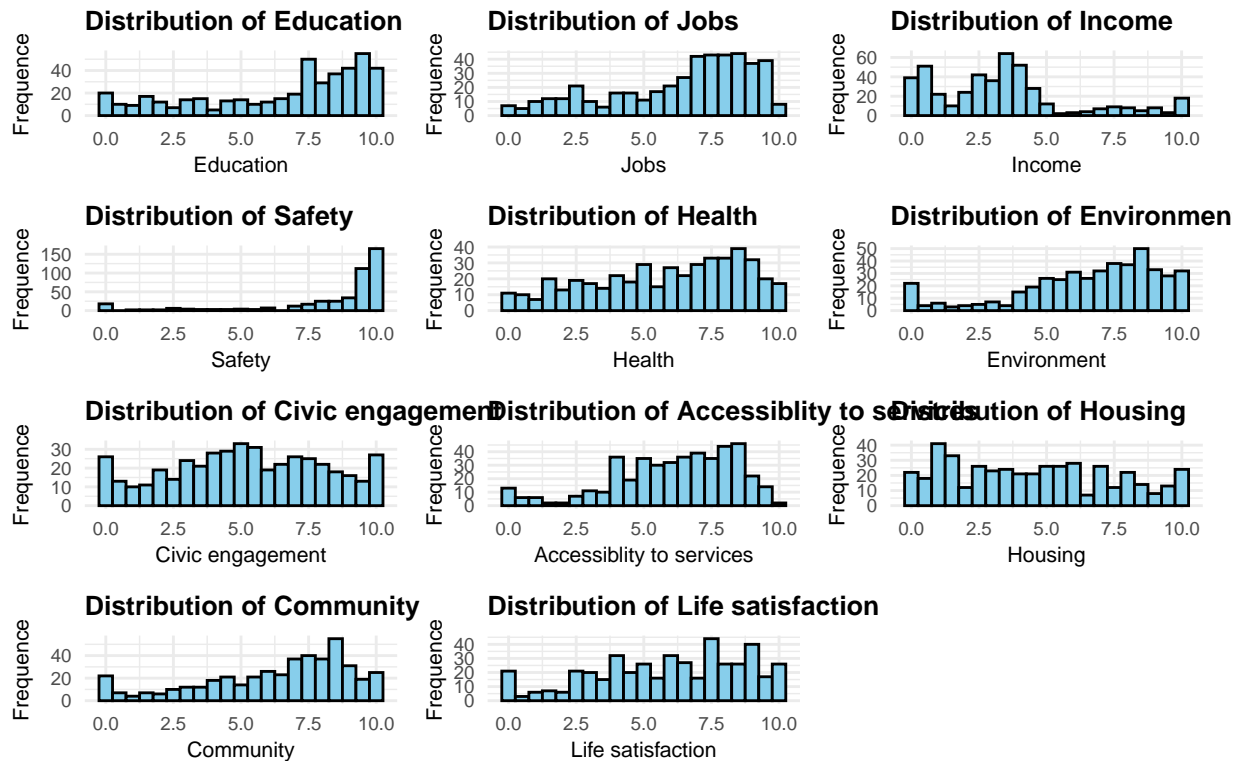 Distribution of Education
Frequence
40
20
0
0.0 2.5 5.0 7.5 10.0
Education
Distribution of Jobs
Frequence
40
30
20
10
0
0.0 2.5 5.0 7.5 10.0
Jobs
Distribution of Income
Frequence
60
40
20
0
0.0 2.5 5.0 7.5 10.0
Income
Distribution of Safety
Frequence
150
100
50
0
0.0 2.5 5.0 7.5 10.0
Safety
Distribution of Health
Frequence
40
30
20
10
0
0.0 2.5 5.0 7.5 10.0
Health
Distribution of Environmen
Frequence
50
40
30
20
10
0
0.0 2.5 5.0 7.5 10.0
Environment
Distribution of Civic engagement
Frequence
30
20
10
0
0.0 2.5 5.0 7.5 10.0
Civic engagement
Distribution of Accessiblity to services
Frequence
40
30
20
10
0
0.0 2.5 5.0 7.5 10.0
Accessiblity to services
Distribution of Housing
Frequence
40
30
20
10
0
0.0 2.5 5.0 7.5 10.0
Housing
Distribution of Community
Frequence
40
20
0
0.0 2.5 5.0 7.5 10.0
Community
Distribution of Life satisfaction
Frequence
40
30
20
10
0
0.0 2.5 5.0 7.5 10.0
Life satisfaction